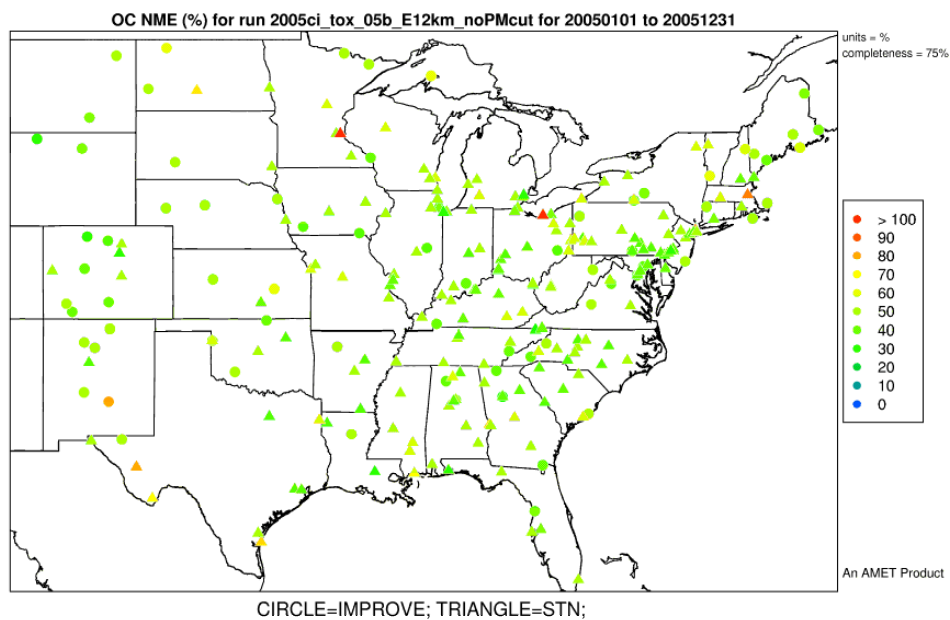 OC NME (%) for run 2005ci_tox_05b_E12km_noPMcut for 20050101 to 20051231
units = %
completeness = 75%
> 100
90
80
70
60
50
40
30
20
10
0
An AMET Product
CIRCLE=IMPROVE; TRIANGLE=STN;